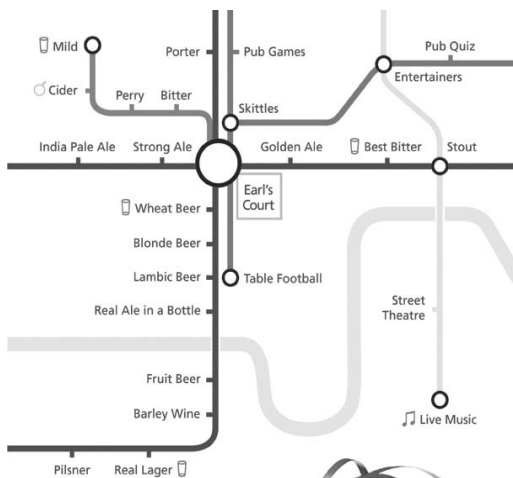 Mild
Porter
Pub Games
Pub Quiz
Entertainers
Cider
Perry
Bitter
Skittles
India Pale Ale
Strong Ale
Golden Ale
Best Bitter
Stout
Earl's
Court
Wheat Beer
Blonde Beer
Lambic Beer
Table Football
Real Ale in a Bottle
Street
Theatre
Fruit Beer
Barley Wine
Live Music
Pilsner
Real Lager